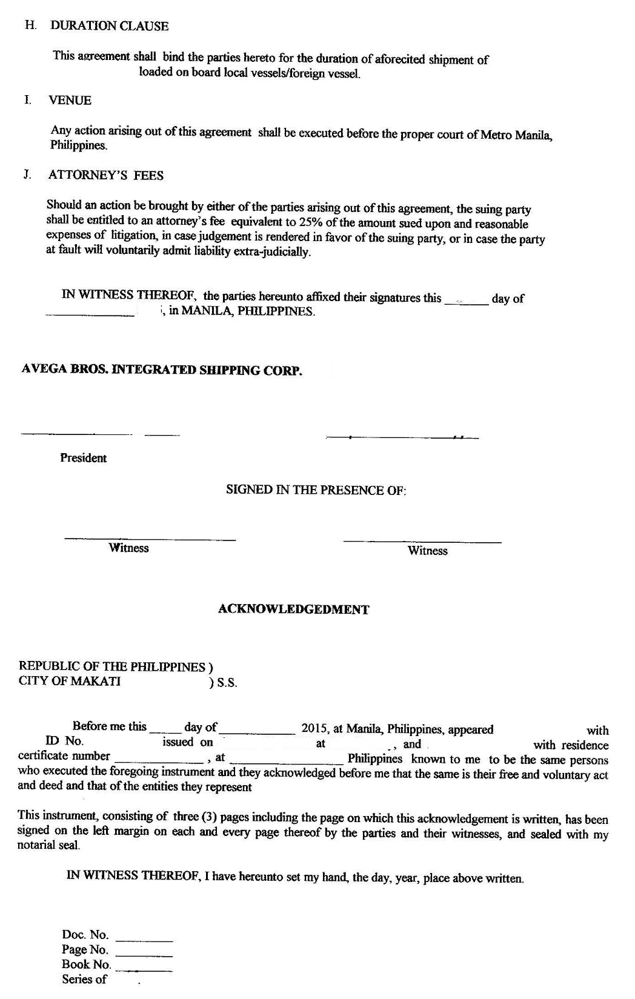 H. DURATION CLAUSE
This agreement shall bind the parties hereto for the duration of aforecited shipment of
loaded on board local vessels/foreign vessel.
I. VENUE
Any action arising out of this agreement shall be executed before the proper court of Metro Manila,
Philippines.
J. ATTORNEY'S FEES
Should an action be brought by either of the parties arising out of this agreement, the suing party
shall be entitled to an attorney's fee equivalent to 25% of the amount sued upon and reasonable
expenses of litigation, in case judgement is rendered in favor of the suing party, or in case the party
at fault will voluntarily admit liability extra-judicially.
IN WITNESS THEREOF, the parties hereunto affixed their signatures this ______ day of
____________ , in MANILA, PHILIPPINES.
AVEGA BROS. INTEGRATED SHIPPING CORP.
President
SIGNED IN THE PRESENCE OF:
Witness Witness
ACKNOWLEDGEDMENT
REPUBLIC OF THE PHILIPPINES )
CITY OF MAKATI ) S.S.
Before me this _____ day of ____________ 2015, at Manila, Philippines, appeared with
ID No. issued on at , and with residence
certificate number ______________ , at __________________ Philippines known to me to be the same persons
who executed the foregoing instrument and they acknowledged before me that the same is their free and voluntary act
and deed and that of the entities they represent
This instrument, consisting of three (3) pages including the page on which this acknowledgement is written, has been
signed on the left margin on each and every page thereof by the parties and their witnesses, and sealed with my
notarial seal.
IN WITNESS THEREOF, I have hereunto set my hand, the day, year, place above written.
Doc. No. _________
Page No. _________
Book No. _________
Series of .